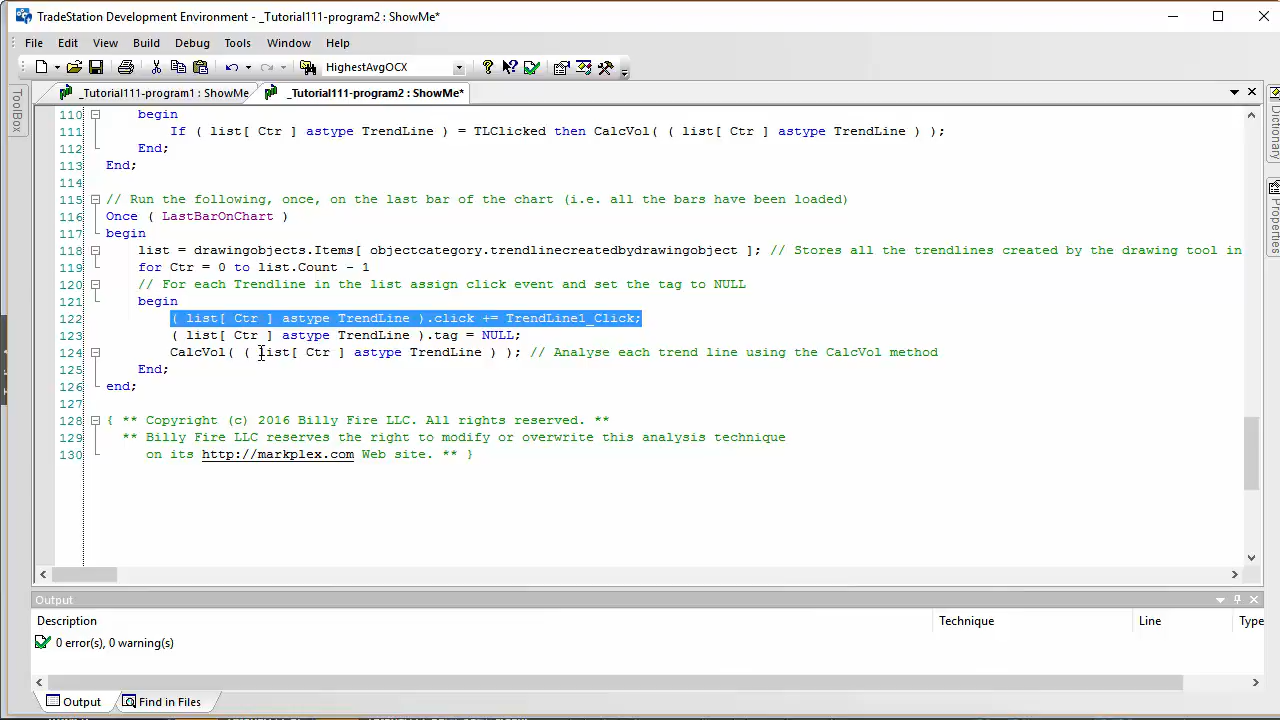 TradeStation Development Environment - _Tutorial111-program2 : ShowMe*
File Edit View Build Debug Tools Window Help
HighestAvgOCX
_Tutorial111-program1 : ShowMe
_Tutorial111-program2 : ShowMe*
ToolBox
Dictionary
Properties
110 begin
111 If ( list[ Ctr ] astype TrendLine ) = TLClicked then CalcVol( ( list[ Ctr ] astype TrendLine ) );
112 End;
113 End;
114
115 // Run the following, once, on the last bar of the chart (i.e. all the bars have been loaded)
116 Once ( LastBarOnChart )
117 begin
118 list = drawingobjects.Items[ objectcategory.trendlinecreatedbydrawingobject ]; // Stores all the trendlines created by the drawing tool in
119 for Ctr = 0 to list.Count - 1
120 // For each Trendline in the list assign click event and set the tag to NULL
121 begin
122 ( list[ Ctr ] astype TrendLine ).click += TrendLine1_Click;
123 ( list[ Ctr ] astype TrendLine ).tag = NULL;
124 CalcVol( ( list[ Ctr ] astype TrendLine ) ); // Analyse each trend line using the CalcVol method
125 End;
126 end;
127
128 { ** Copyright (c) 2016 Billy Fire LLC. All rights reserved. **
129 ** Billy Fire LLC reserves the right to modify or overwrite this analysis technique
130 on its http://markplex.com Web site. ** }
Output
Description Technique Line Type
0 error(s), 0 warning(s)
Output Find in Files